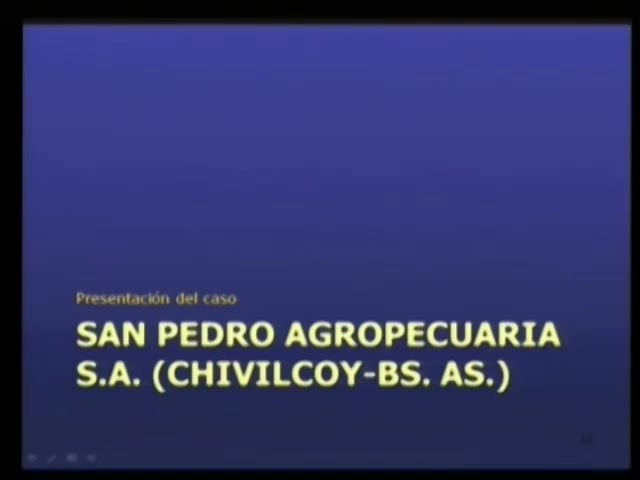 Presentación del caso
SAN PEDRO AGROPECUARIA
S.A. (CHIVILCOY-BS. AS.)